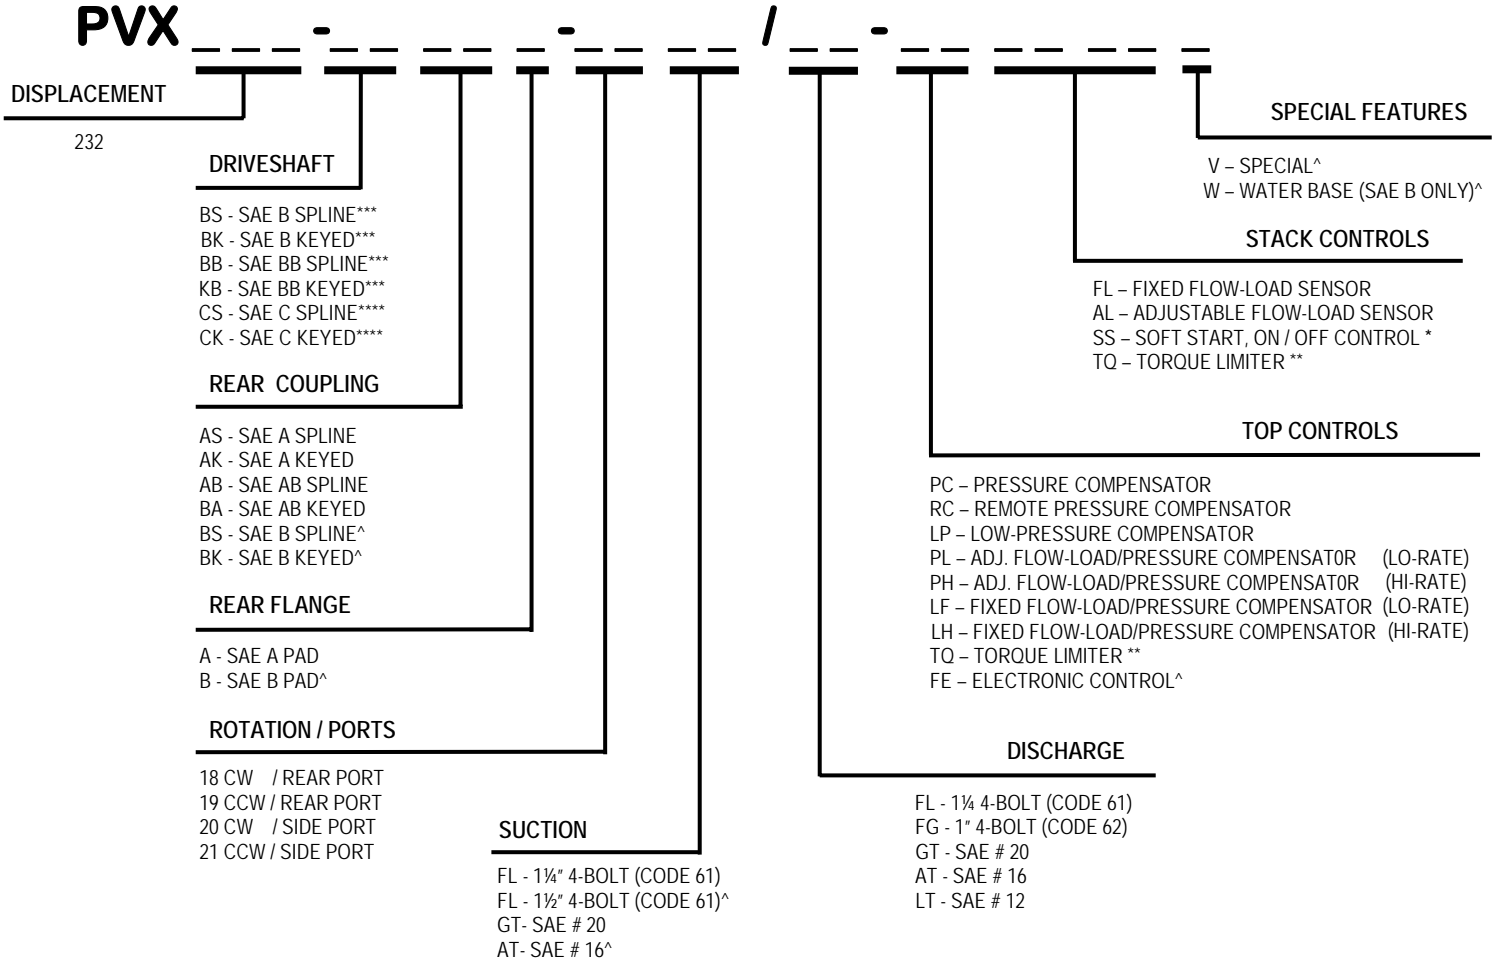 PVX _ _ _ - _ _ _ _ _ - _ _ _ _ / _ _ - _ _ _ _ _ _ _
DISPLACEMENT
232
DRIVESHAFT
BS - SAE B SPLINE***
BK - SAE B KEYED***
BB - SAE BB SPLINE***
KB - SAE BB KEYED***
CS - SAE C SPLINE****
CK - SAE C KEYED****
REAR COUPLING
AS - SAE A SPLINE
AK - SAE A KEYED
AB - SAE AB SPLINE
BA - SAE AB KEYED
BS - SAE B SPLINE^
BK - SAE B KEYED^
REAR FLANGE
A - SAE A PAD
B - SAE B PAD^
ROTATION / PORTS
18 CW / REAR PORT
19 CCW / REAR PORT
20 CW / SIDE PORT
21 CCW / SIDE PORT
SUCTION
FL - 1¼" 4-BOLT (CODE 61)
FL - 1½" 4-BOLT (CODE 61)^
GT- SAE # 20
AT- SAE # 16^
DISCHARGE
FL - 1¼ 4-BOLT (CODE 61)
FG - 1" 4-BOLT (CODE 62)
GT - SAE # 20
AT - SAE # 16
LT - SAE # 12
TOP CONTROLS
PC – PRESSURE COMPENSATOR
RC – REMOTE PRESSURE COMPENSATOR
LP – LOW-PRESSURE COMPENSATOR
PL – ADJ. FLOW-LOAD/PRESSURE COMPENSAT0R (LO-RATE)
PH – ADJ. FLOW-LOAD/PRESSURE COMPENSAT0R (HI-RATE)
LF – FIXED FLOW-LOAD/PRESSURE COMPENSATOR (LO-RATE)
LH – FIXED FLOW-LOAD/PRESSURE COMPENSATOR (HI-RATE)
TQ – TORQUE LIMITER **
FE – ELECTRONIC CONTROL^
STACK CONTROLS
FL – FIXED FLOW-LOAD SENSOR
AL – ADJUSTABLE FLOW-LOAD SENSOR
SS – SOFT START, ON / OFF CONTROL *
TQ – TORQUE LIMITER **
SPECIAL FEATURES
V – SPECIAL^
W – WATER BASE (SAE B ONLY)^